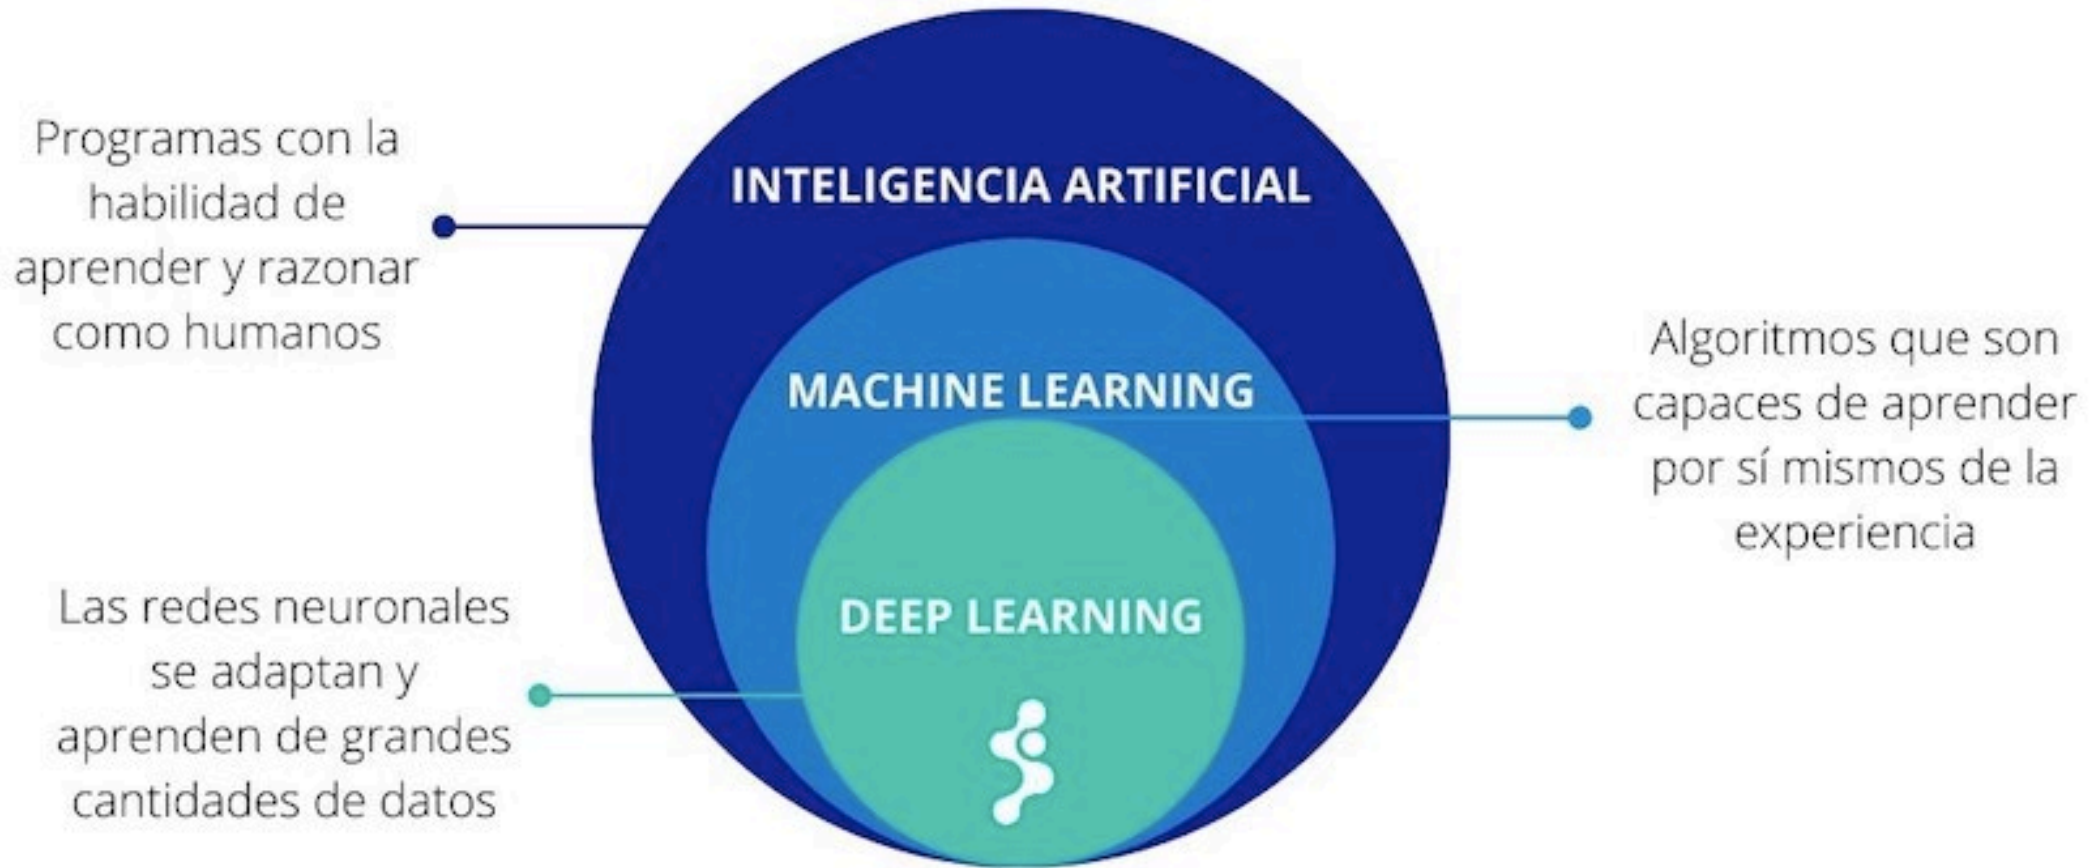 Programas con la
habilidad de
aprender y razonar
como humanos
INTELIGENCIA ARTIFICIAL
MACHINE LEARNING
Algoritmos que son
capaces de aprender
por sí mismos de la
experiencia
DEEP LEARNING
Las redes neuronales
se adaptan y
aprenden de grandes
cantidades de datos